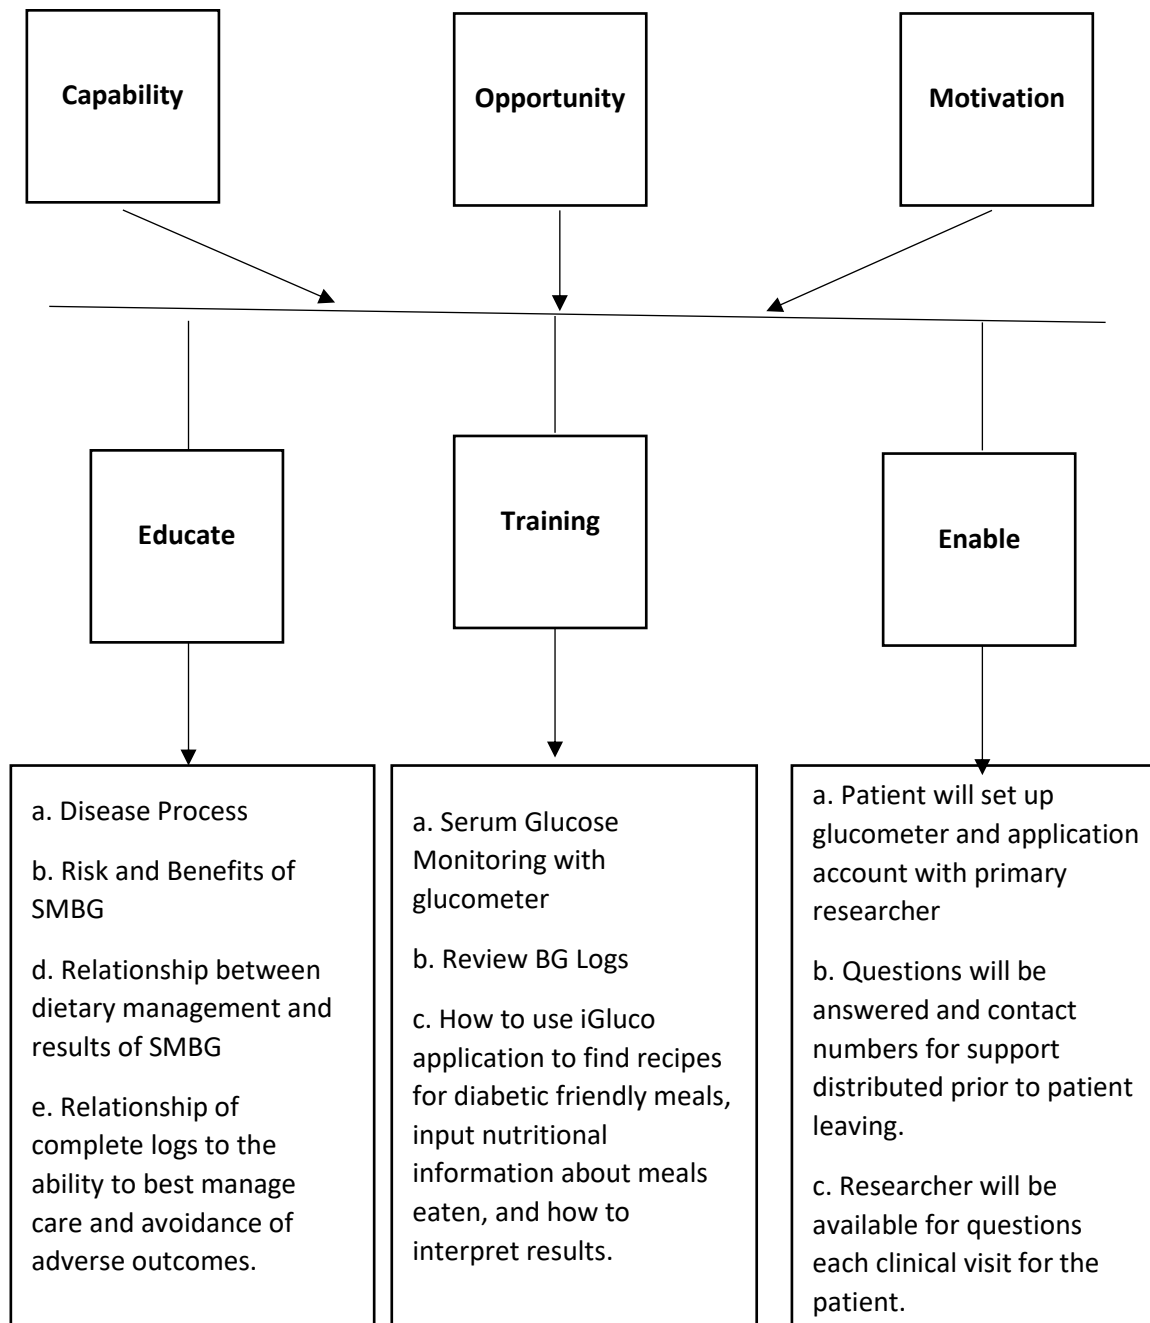 Capability
Opportunity
Motivation
Educate
Training
Enable
a. Disease Process
b. Risk and Benefits of
SMBG
d. Relationship between
dietary management and
results of SMBG
e. Relationship of
complete logs to the
ability to best manage
care and avoidance of
adverse outcomes.
a. Serum Glucose
Monitoring with
glucometer
b. Review BG Logs
c. How to use iGluco
application to find recipes
for diabetic friendly meals,
input nutritional
information about meals
eaten, and how to
interpret results.
a. Patient will set up
glucometer and application
account with primary
researcher
b. Questions will be
answered and contact
numbers for support
distributed prior to patient
leaving.
c. Researcher will be
available for questions
each clinical visit for the
patient.